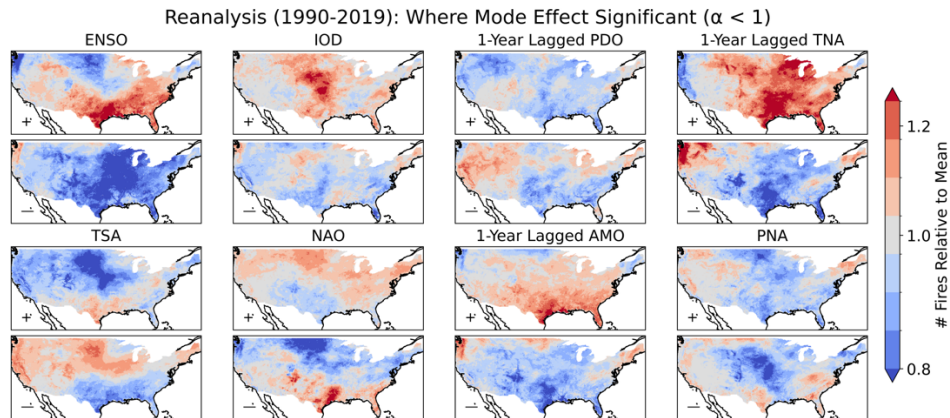 Reanalysis (1990-2019): Where Mode Effect Significant (α < 1)
ENSO IOD 1-Year Lagged PDO 1-Year Lagged TNA
+ + + +
− − − −
TSA NAO 1-Year Lagged AMO PNA
+ + + +
− − − −
1.2
1.0
0.8
# Fires Relative to Mean